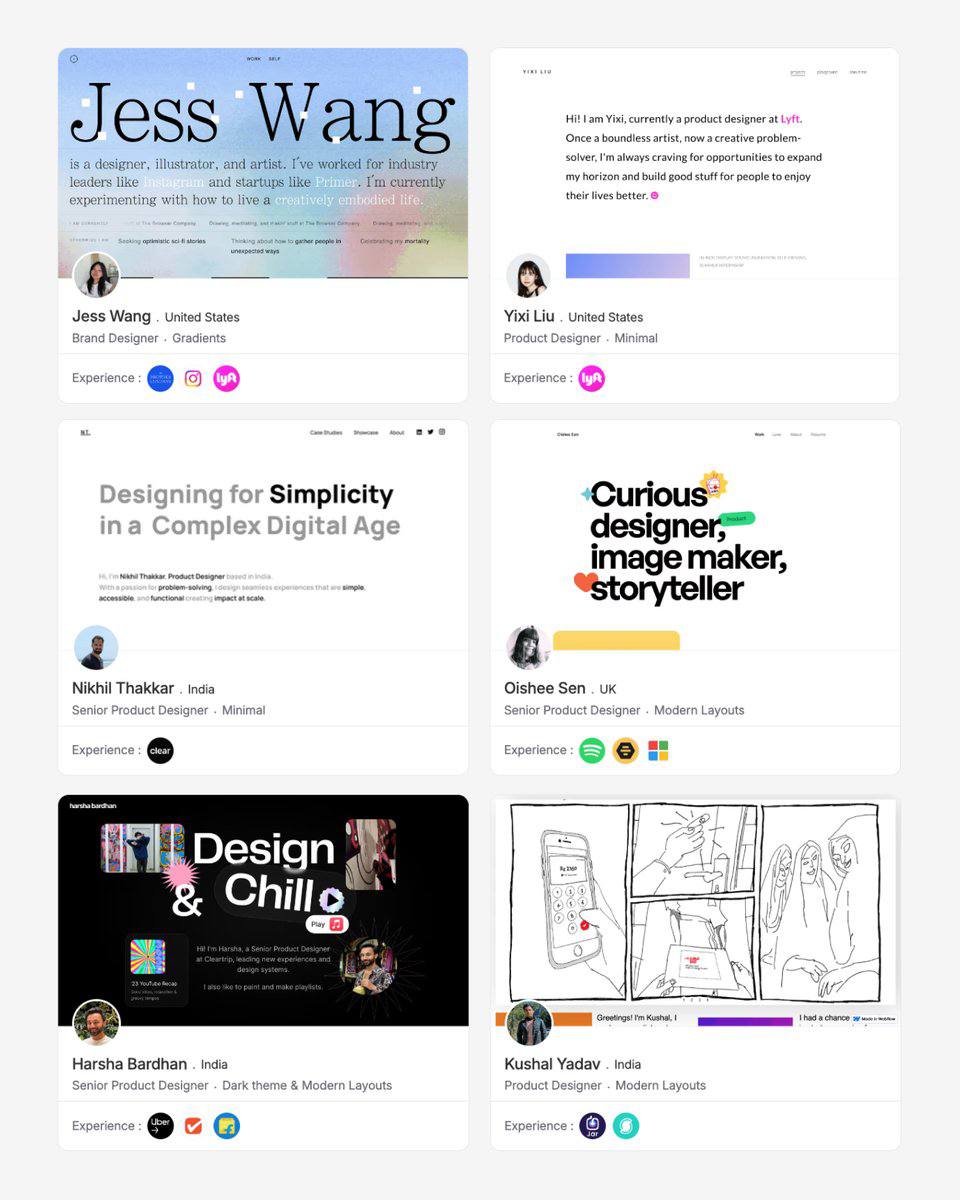 WORK SELF
Jess Wang
is a designer, illustrator, and artist. I've worked for industry
leaders like Instagram and startups like Primer. I'm currently
experimenting with how to live a creatively embodied life.
I AM CURRENTLY at The Browser Company. Drawing, meditating, and makin' stuff at The Browser Company. Drawing, meditating, and
OTHERWISE I AM Seeking optimistic sci-fi stories Thinking about how to gather people in Celebrating my mortality
unexpected ways
Jess Wang . United States
Brand Designer . Gradients
Experience :
YIXI LIU projects playground
Hi! I am Yixi, currently a product designer at Lyft.
Once a boundless artist, now a creative problem-
solver, I'm always craving for opportunities to expand
my horizon and build good stuff for people to enjoy
their lives better.
SUMMER INTERNSHIP
Yixi Liu . United States
Product Designer . Minimal
Experience : lyft
N.T. Case Studies Showcase About
Designing for Simplicity
in a Complex Digital Age
Hi, I'm Nikhil Thakkar, Product Designer based in India.
With a passion for problem-solving, I design seamless experiences that are simple,
accessible, and functional creating impact at scale.
Nikhil Thakkar . India
Senior Product Designer . Minimal
Experience : clear
Oishee Sen Work Love About Resume
Curious
designer,
Product
image maker,
storyteller
Oishee Sen . UK
Senior Product Designer . Modern Layouts
Experience :
harsha bardhan
Design
& Chill
Play
Hi! I'm Harsha, a Senior Product Designer
at Cleartrip, leading new experiences and
design systems.
I also like to paint and make playlists.
'23 YouTube Recap
Harsha Bardhan . India
Senior Product Designer . Dark theme & Modern Layouts
Experience : Uber
Greetings! I'm Kushal, I I had a chance Made in Webflow
Kushal Yadav . India
Product Designer . Modern Layouts
Experience : Jar